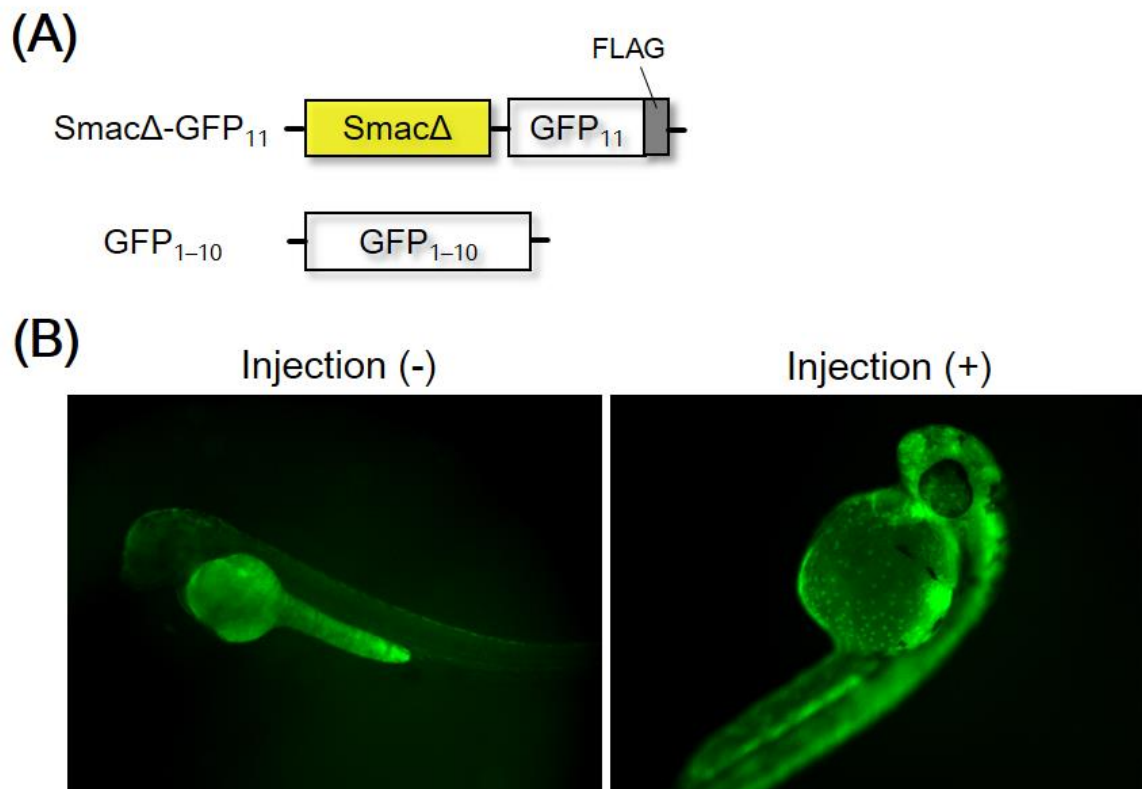 (A)
FLAG
SmacΔ-GFP₁₁ SmacΔ GFP₁₁
GFP₁₋₁₀ GFP₁₋₁₀
(B)
Injection (-) Injection (+)